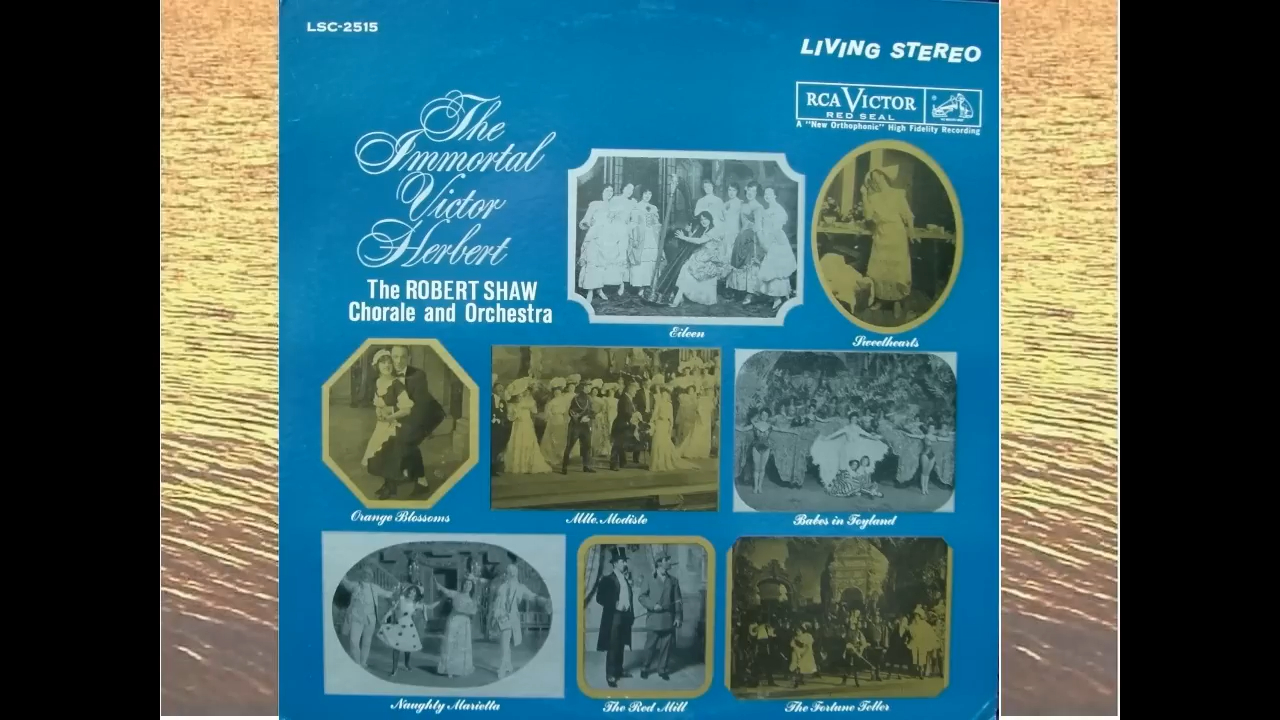 LSC-2515
LIVING STEREO
RCA VICTOR
RED SEAL
A "New Orthophonic" High Fidelity Recording
The
Immortal
Victor
Herbert
The ROBERT SHAW
Chorale and Orchestra
Eileen
Sweethearts
Orange Blossoms
Mlle. Modiste
Babes in Toyland
Naughty Marietta
The Red Mill
The Fortune Teller